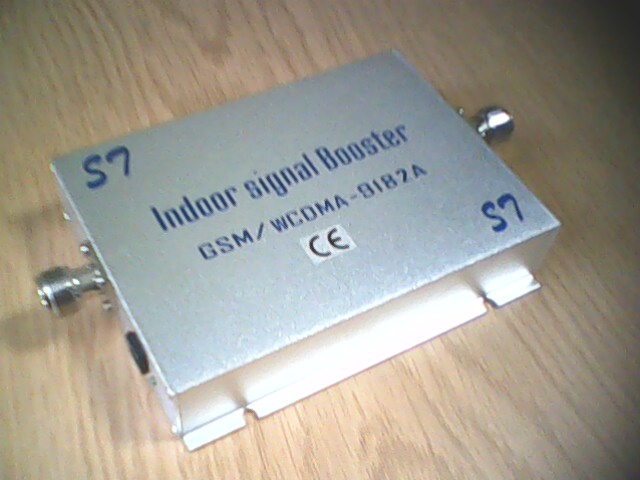 S7
Indoor signal Booster
GSM/WCDMA-9182A
CE
S7